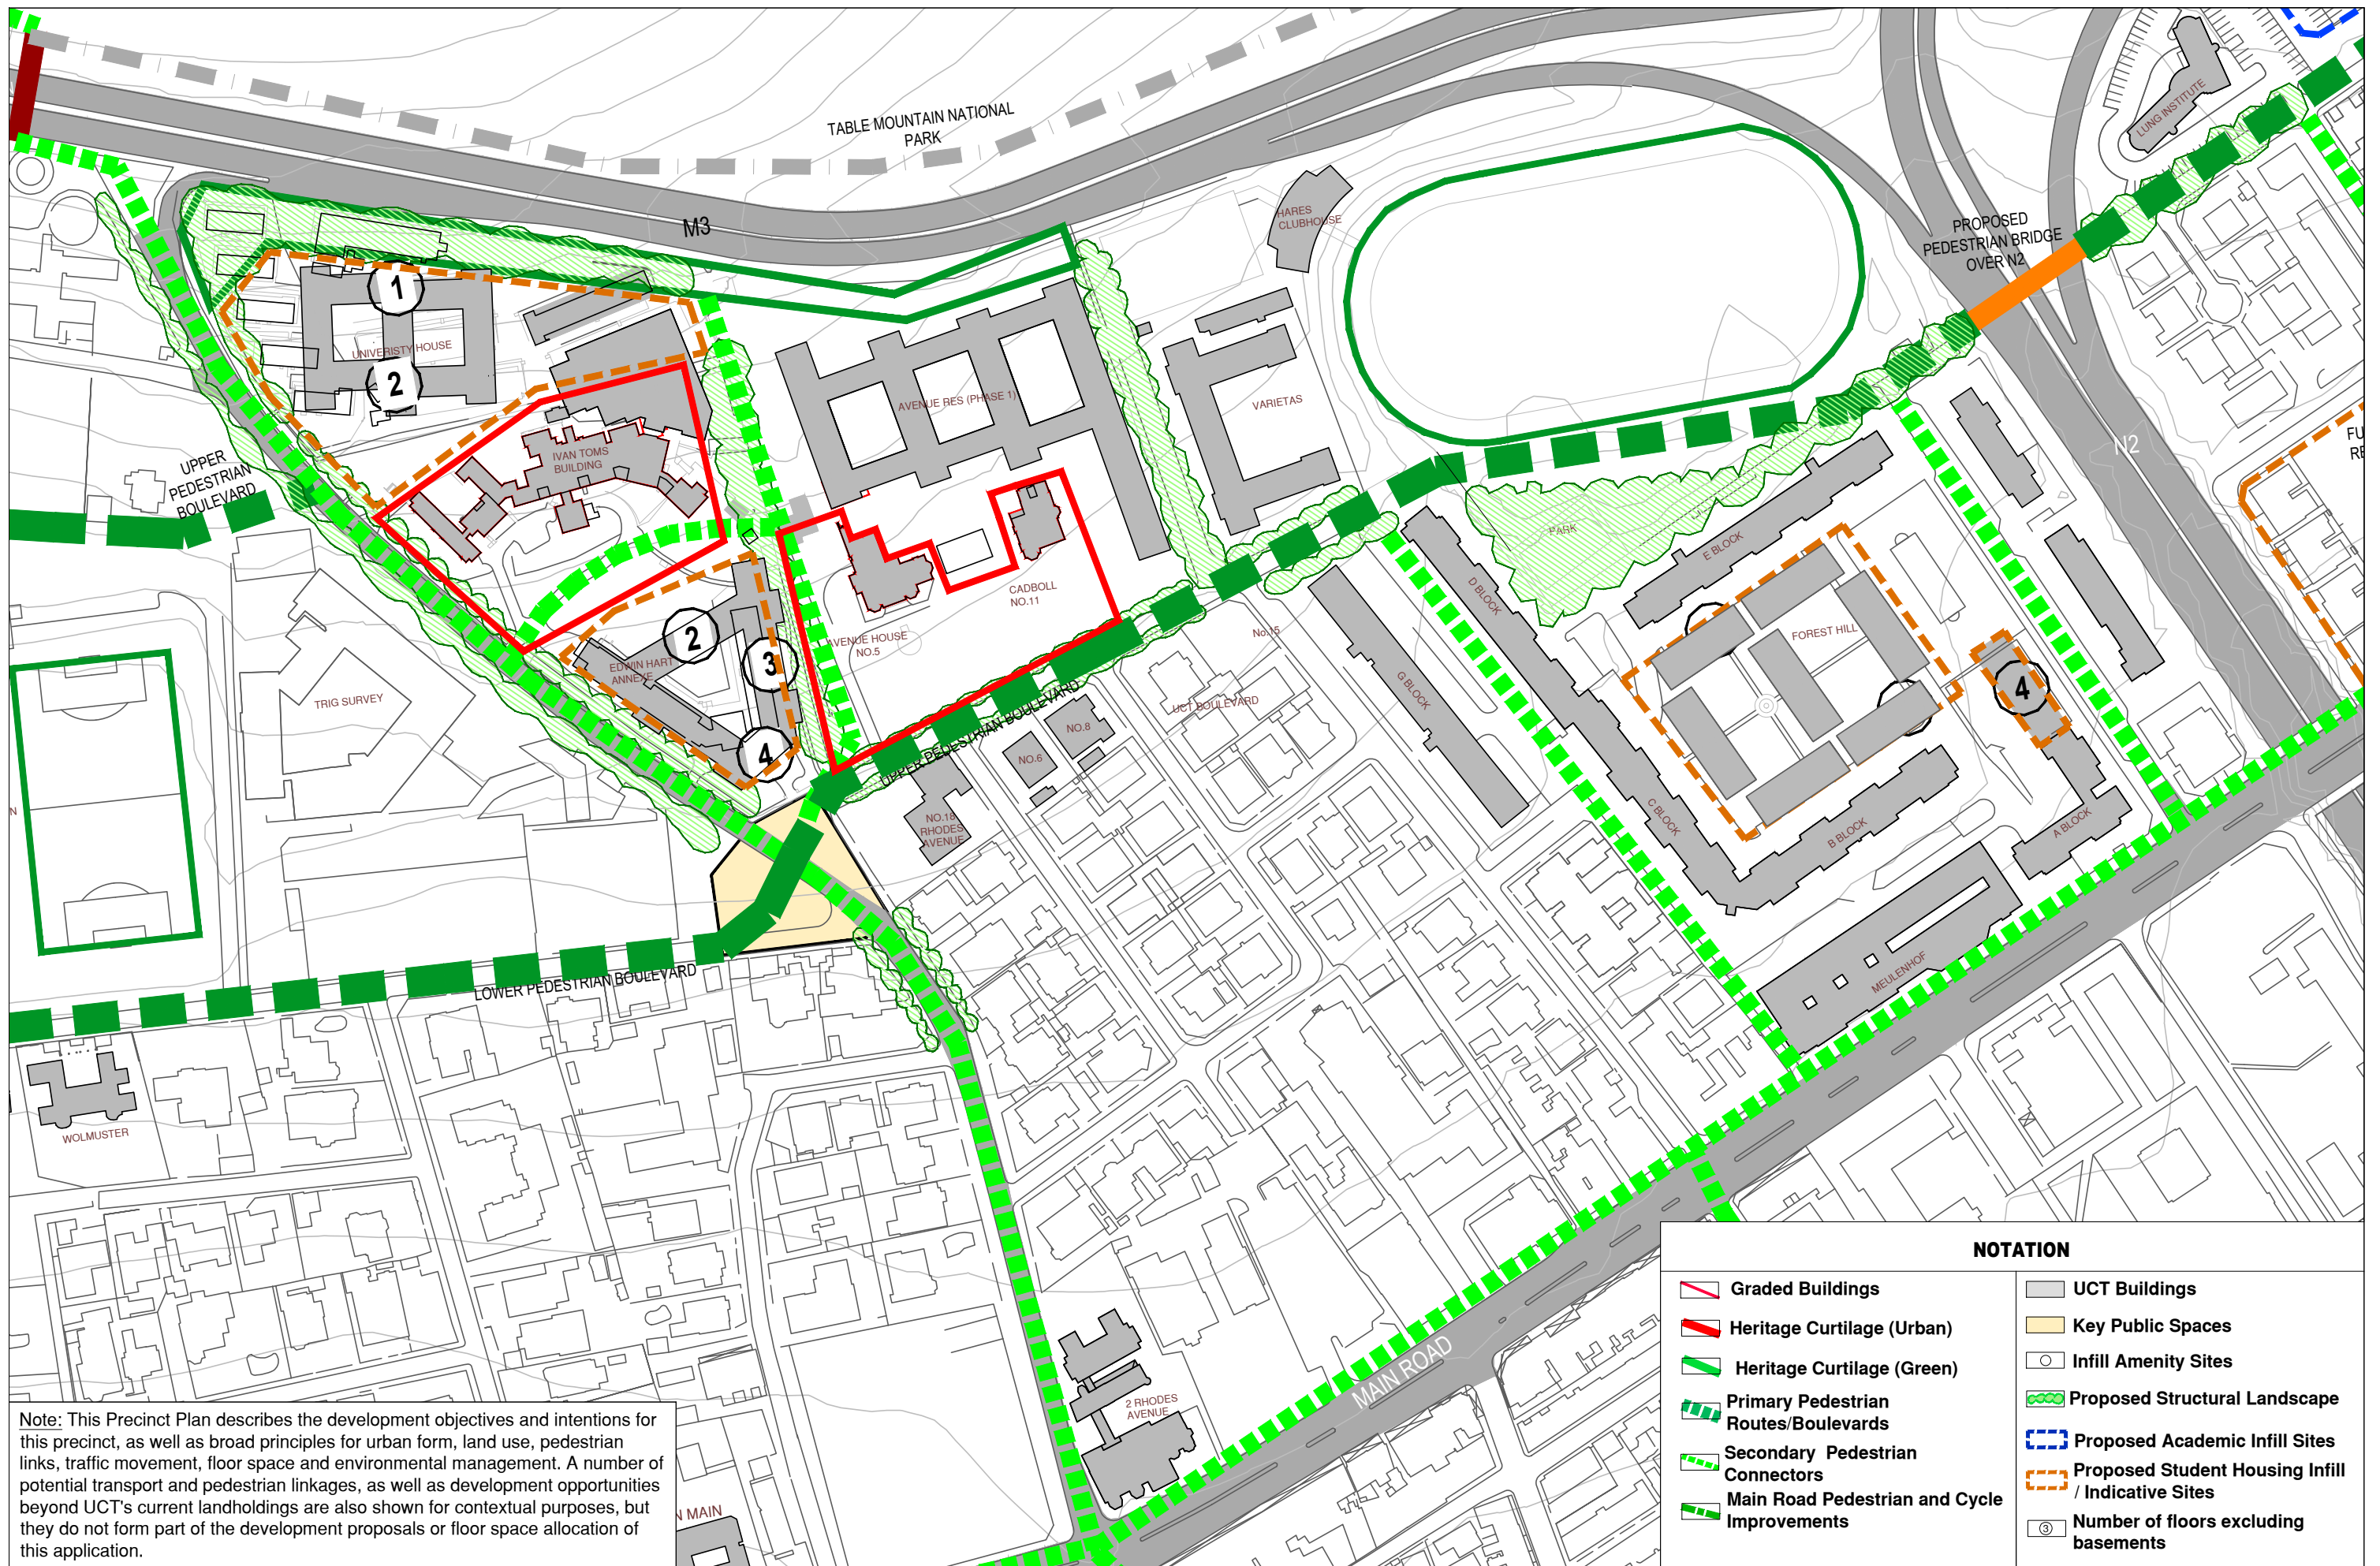 TABLE MOUNTAIN NATIONAL
PARK
M3
LUNG INSTITUTE
HARES
CLUBHOUSE
PROPOSED
PEDESTRIAN BRIDGE
OVER N2
1
UNIVERISTY HOUSE
2
AVENUE RES (PHASE 1)
VARIETAS
N2
FU
RE
UPPER
PEDESTRIAN
BOULEVARD
IVAN TOMS
BUILDING
PARK
E BLOCK
D BLOCK
CADBOLL
NO.11
AVENUE HOUSE
NO.5
No.15
FOREST HILL
2
3
EDWIN HART
ANNEXE
4
4
TRIG SURVEY
G BLOCK
UCT BOULEVARD
UPPER PEDESTRIAN BOULEVARD
NO.8
NO.6
NO.18
RHODES
AVENUE
C BLOCK
B BLOCK
A BLOCK
N
MEULENHOF
LOWER PEDESTRIAN BOULEVARD
WOLMUSTER
MAIN ROAD
2 RHODES
AVENUE
N MAIN
Note: This Precinct Plan describes the development objectives and intentions for
this precinct, as well as broad principles for urban form, land use, pedestrian
links, traffic movement, floor space and environmental management. A number of
potential transport and pedestrian linkages, as well as development opportunities
beyond UCT's current landholdings are also shown for contextual purposes, but
they do not form part of the development proposals or floor space allocation of
this application.
NOTATION
Graded Buildings
Heritage Curtilage (Urban)
Heritage Curtilage (Green)
Primary Pedestrian
Routes/Boulevards
Secondary Pedestrian
Connectors
Main Road Pedestrian and Cycle
Improvements
UCT Buildings
Key Public Spaces
Infill Amenity Sites
Proposed Structural Landscape
Proposed Academic Infill Sites
Proposed Student Housing Infill
/ Indicative Sites
3
Number of floors excluding
basements